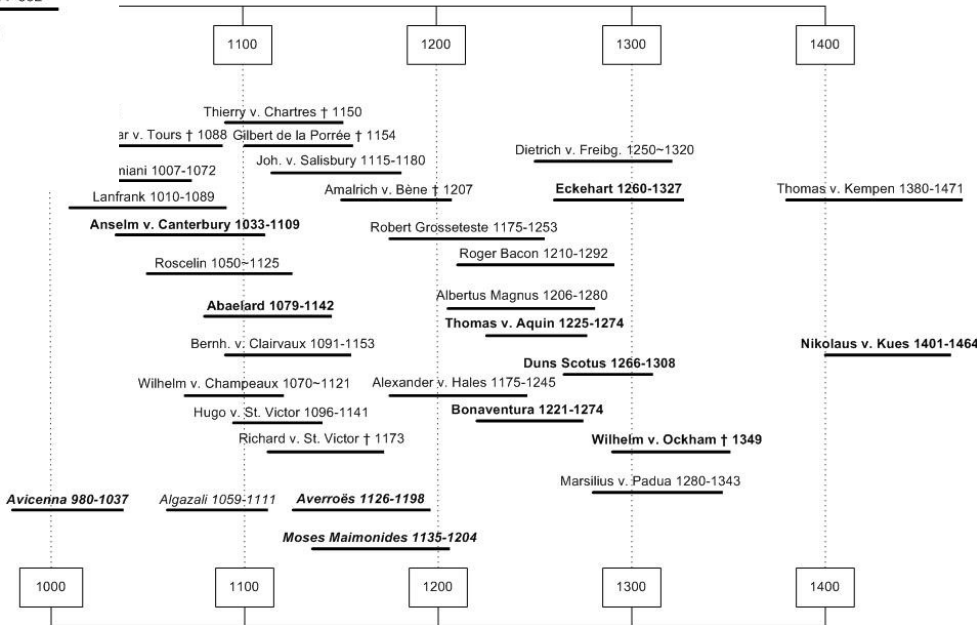 1100
1200
1300
1400
Thierry v. Chartres † 1150
ar v. Tours † 1088
Gilbert de la Porrée † 1154
Joh. v. Salisbury 1115-1180
Dietrich v. Freibg. 1250~1320
miani 1007-1072
Amalrich v. Bène † 1207
Eckehart 1260-1327
Thomas v. Kempen 1380-1471
Lanfrank 1010-1089
Anselm v. Canterbury 1033-1109
Robert Grosseteste 1175-1253
Roger Bacon 1210-1292
Roscelin 1050~1125
Albertus Magnus 1206-1280
Abaelard 1079-1142
Thomas v. Aquin 1225-1274
Bernh. v. Clairvaux 1091-1153
Nikolaus v. Kues 1401-1464
Duns Scotus 1266-1308
Wilhelm v. Champeaux 1070~1121
Alexander v. Hales 1175-1245
Hugo v. St. Victor 1096-1141
Bonaventura 1221-1274
Richard v. St. Victor † 1173
Wilhelm v. Ockham † 1349
Marsilius v. Padua 1280-1343
Avicenna 980-1037
Algazali 1059-1111
Averroës 1126-1198
Moses Maimonides 1135-1204
1000
1100
1200
1300
1400